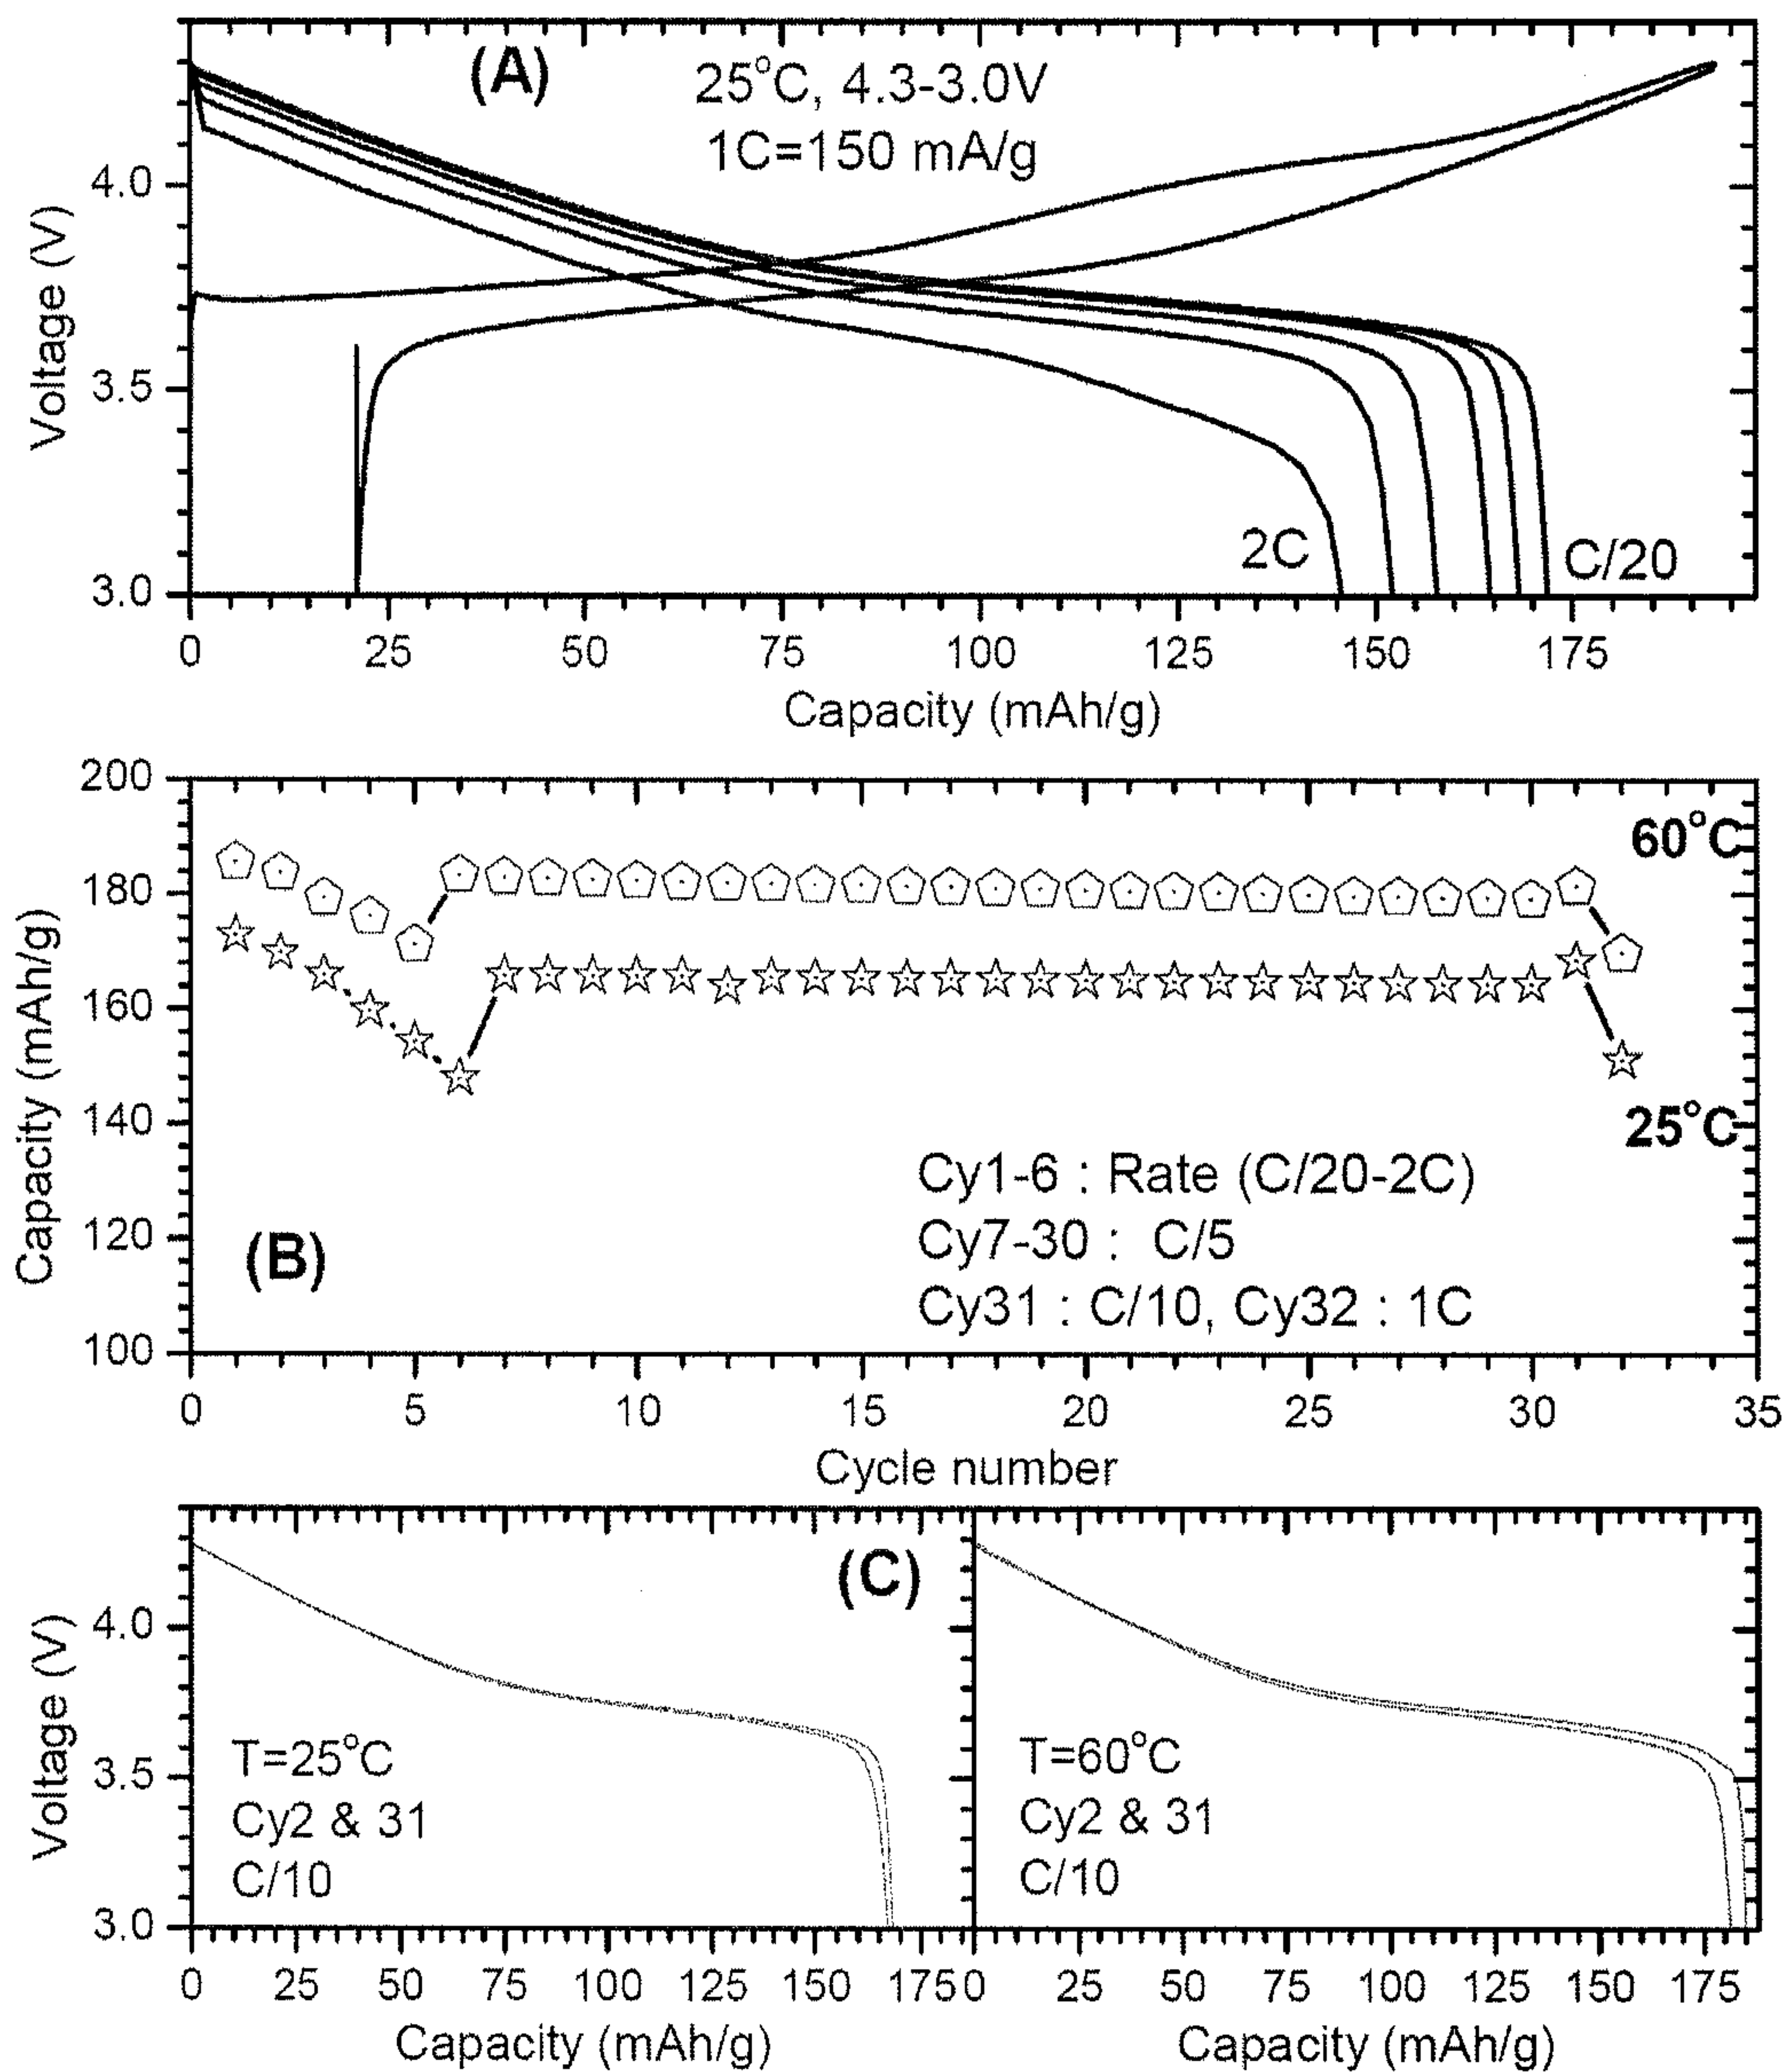 (A)
25°C, 4.3-3.0V
1C=150 mA/g
Voltage (V)
4.0
3.5
3.0
2C
C/20
0 25 50 75 100 125 150 175
Capacity (mAh/g)
Capacity (mAh/g)
200
180
160
140
120
100
60°C
25°C
Cy1-6 : Rate (C/20-2C)
Cy7-30 : C/5
Cy31 : C/10, Cy32 : 1C
(B)
0 5 10 15 20 25 30 35
Cycle number
(C)
Voltage (V)
4.0
3.5
3.0
T=25°C
Cy2 & 31
C/10
T=60°C
Cy2 & 31
C/10
0 25 50 75 100 125 150 175 0 25 50 75 100 125 150 175
Capacity (mAh/g) Capacity (mAh/g)